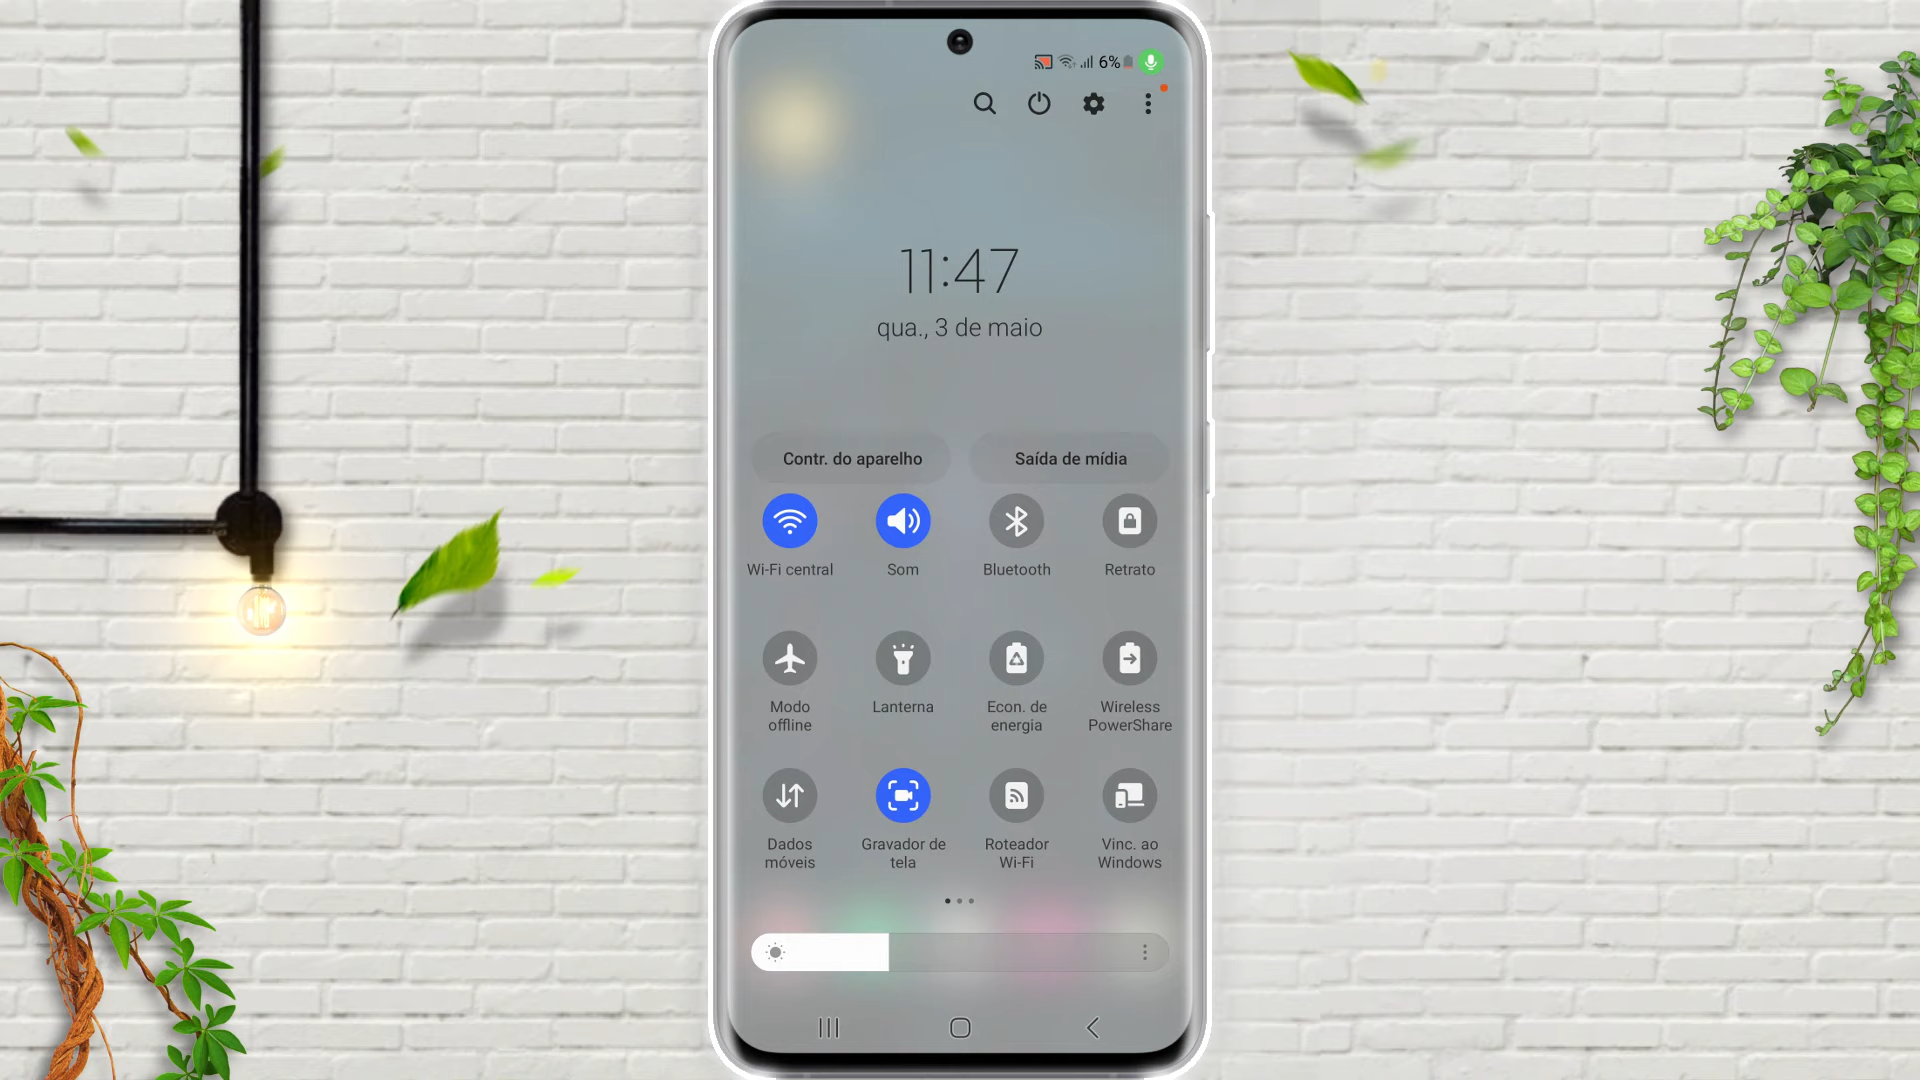 6%
11:47
qua., 3 de maio
Contr. do aparelho Saída de mídia
Wi-Fi central Som Bluetooth Retrato
Modo offline
Lanterna
Econ. de energia
Wireless PowerShare
Dados móveis
Gravador de tela
Roteador Wi-Fi
Vinc. ao Windows